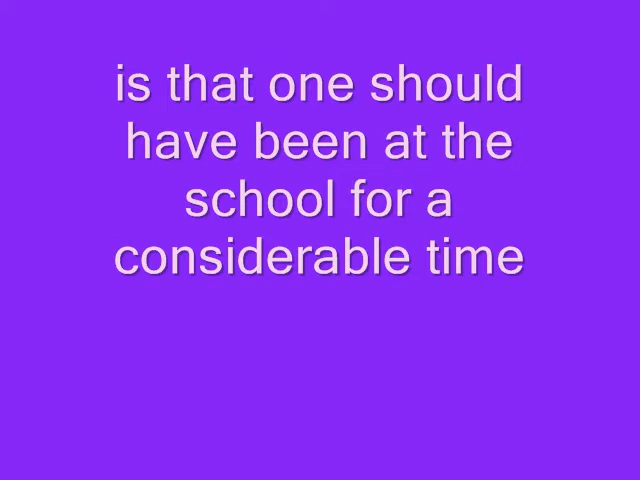 is that one should
have been at the
school for a
considerable time